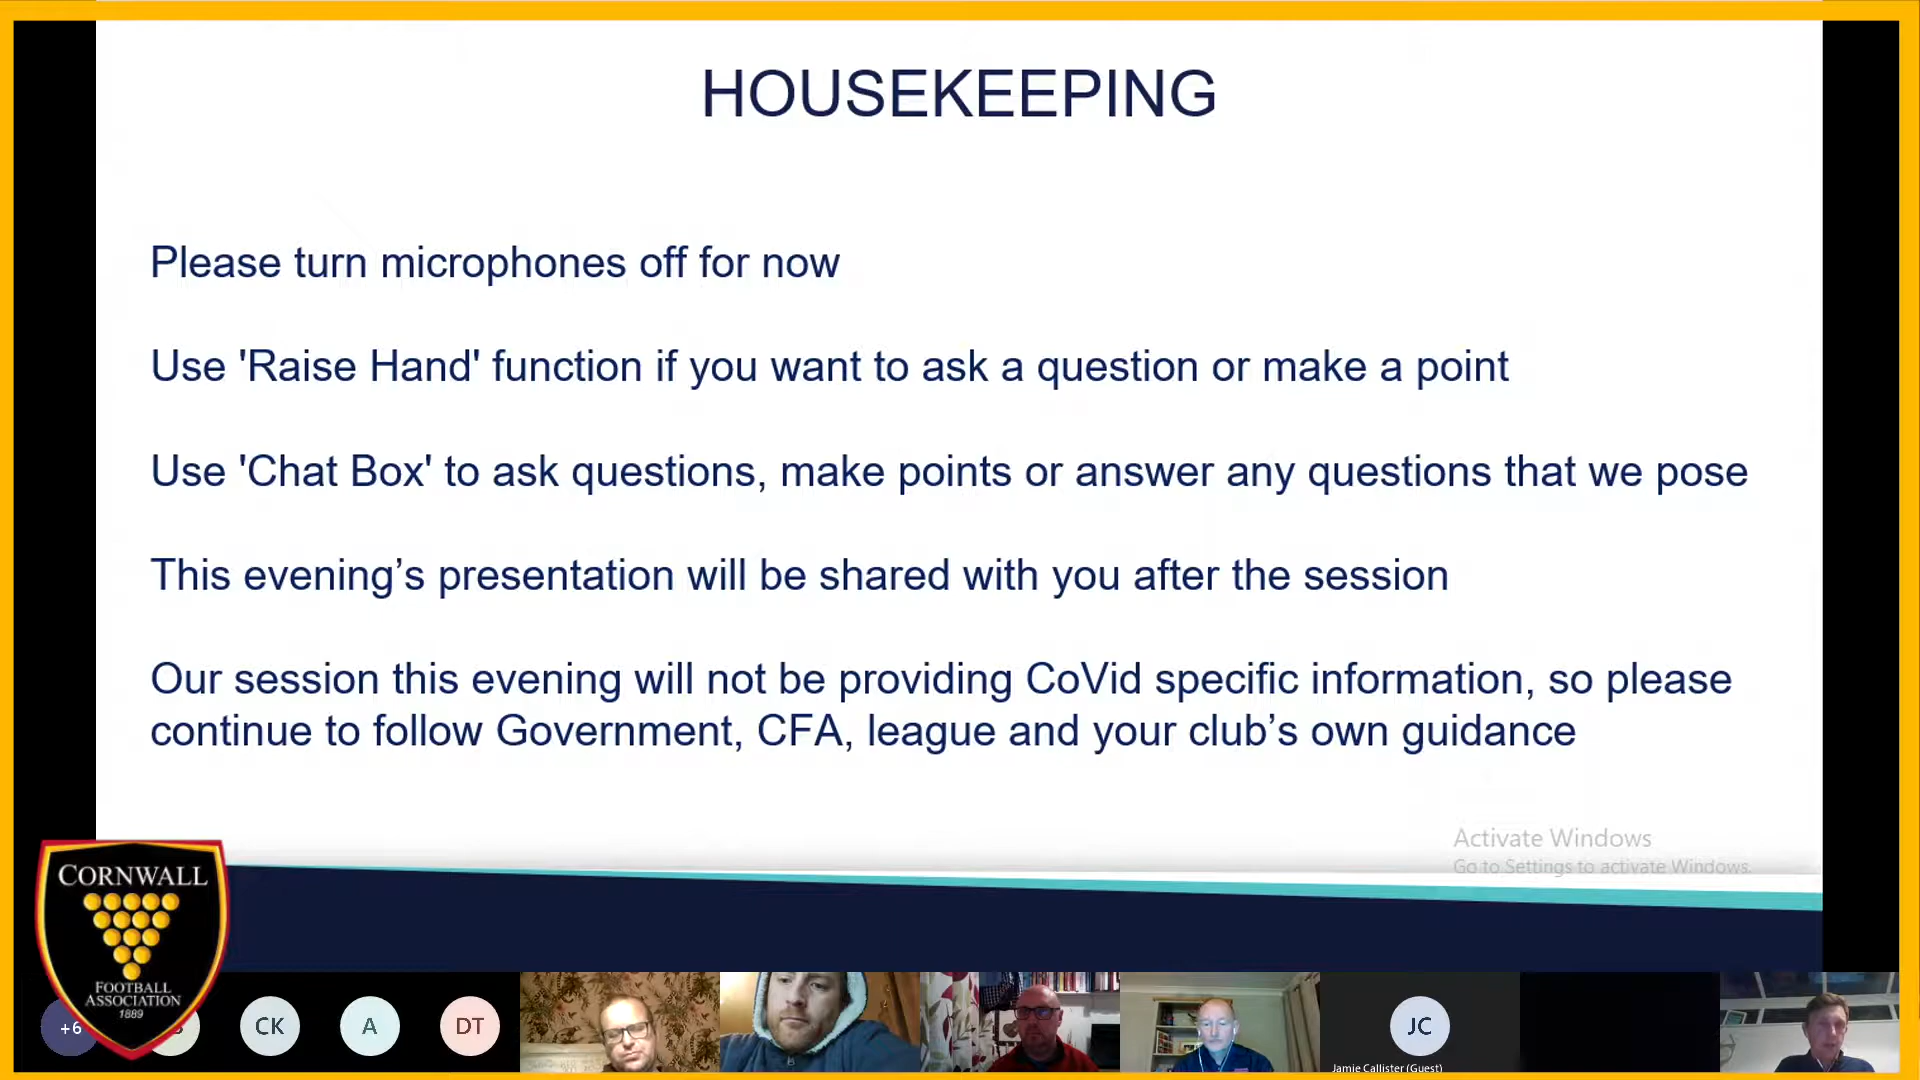 HOUSEKEEPING
Please turn microphones off for now
Use 'Raise Hand' function if you want to ask a question or make a point
Use 'Chat Box' to ask questions, make points or answer any questions that we pose
This evening’s presentation will be shared with you after the session
Our session this evening will not be providing CoVid specific information, so please
continue to follow Government, CFA, league and your club’s own guidance
Activate Windows
Go to Settings to activate Windows.
CORNWALL
FOOTBALL
ASSOCIATION
1889
+6
CK
A
DT
JC
Jamie Callister (Guest)